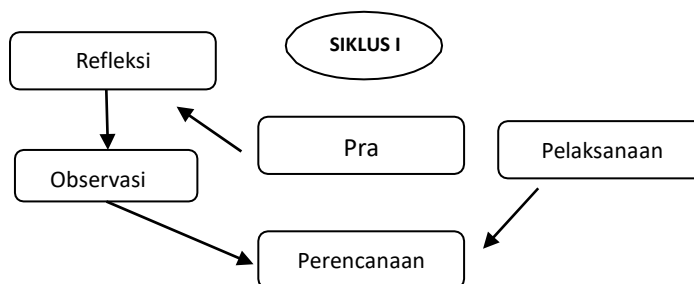 SIKLUS I
Refleksi
Pra
Pelaksanaan
Observasi
Perencanaan